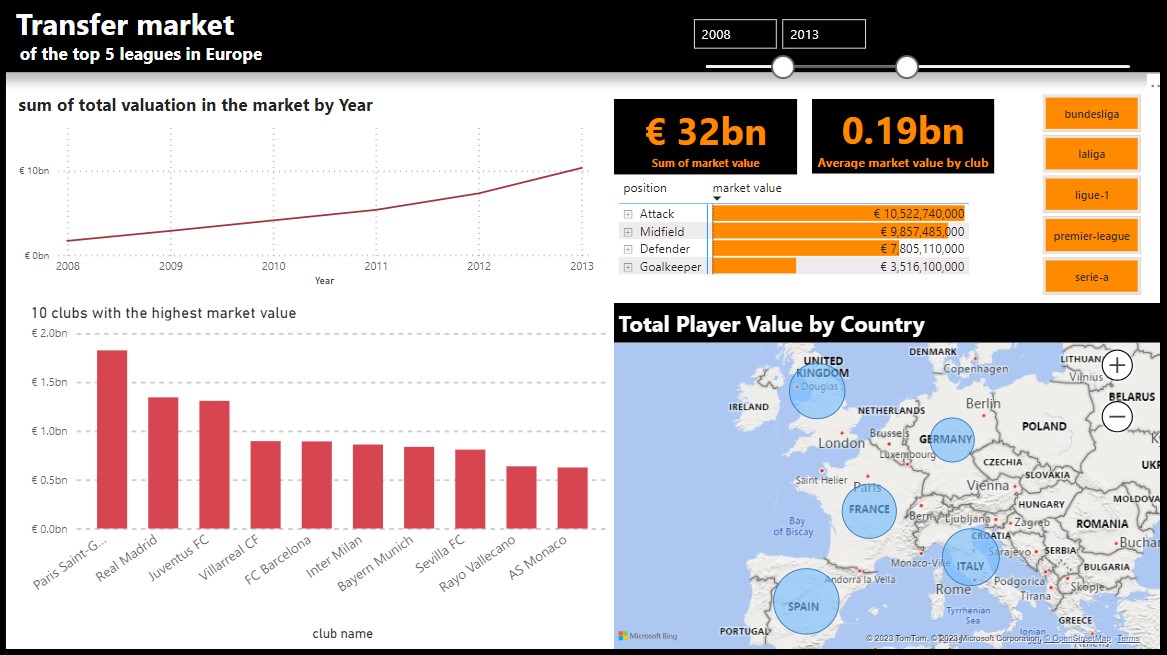 Transfer market
of the top 5 leagues in Europe
2008
2013
sum of total valuation in the market by Year
€ 10bn
€ 0bn
2008
2009
2010
2011
2012
2013
Year
€ 32bn
Sum of market value
0.19bn
Average market value by club
position market value
Attack € 10,522,740,000
Midfield € 9,857,485,000
Defender € 7,805,110,000
Goalkeeper € 3,516,100,000
bundesliga
laliga
ligue-1
premier-league
serie-a
10 clubs with the highest market value
€ 2.0bn
€ 1.5bn
€ 1.0bn
€ 0.5bn
€ 0.0bn
Paris Saint-G...
Real Madrid
Juventus FC
Villarreal CF
FC Barcelona
Inter Milan
Bayern Munich
Sevilla FC
Rayo Vallecano
AS Monaco
club name
Total Player Value by Country
DENMARK
Copenhagen
LITHUAN
Vilnius
UNITED
KINGDOM
Douglas
BELARUS
IRELAND
NETHERLANDS
Berlin
POLAND
London
Brussels
GERMANY
Luxembourg
CZECHIA
SLOVAKIA
UKR
Saint Helier
Paris
Vienna
HUNGARY
MOLDOVA
FRANCE
Bern
Ljubljana
Zagreb
ROMANIA
Bay
of Biscay
CROATIA
Buchar
Sarajevo
SERBIA
Monaco-Ville
ITALY
BULGARIA
Andorra la Vella
Podgorica
Skopje
Rome
Tirana
SPAIN
Tyrrhenian
Sea
GREECE
PORTUGAL
Ionian
Microsoft Bing
© 2023 TomTom, © 2023 Microsoft Corporation, © OpenStreetMap Terms